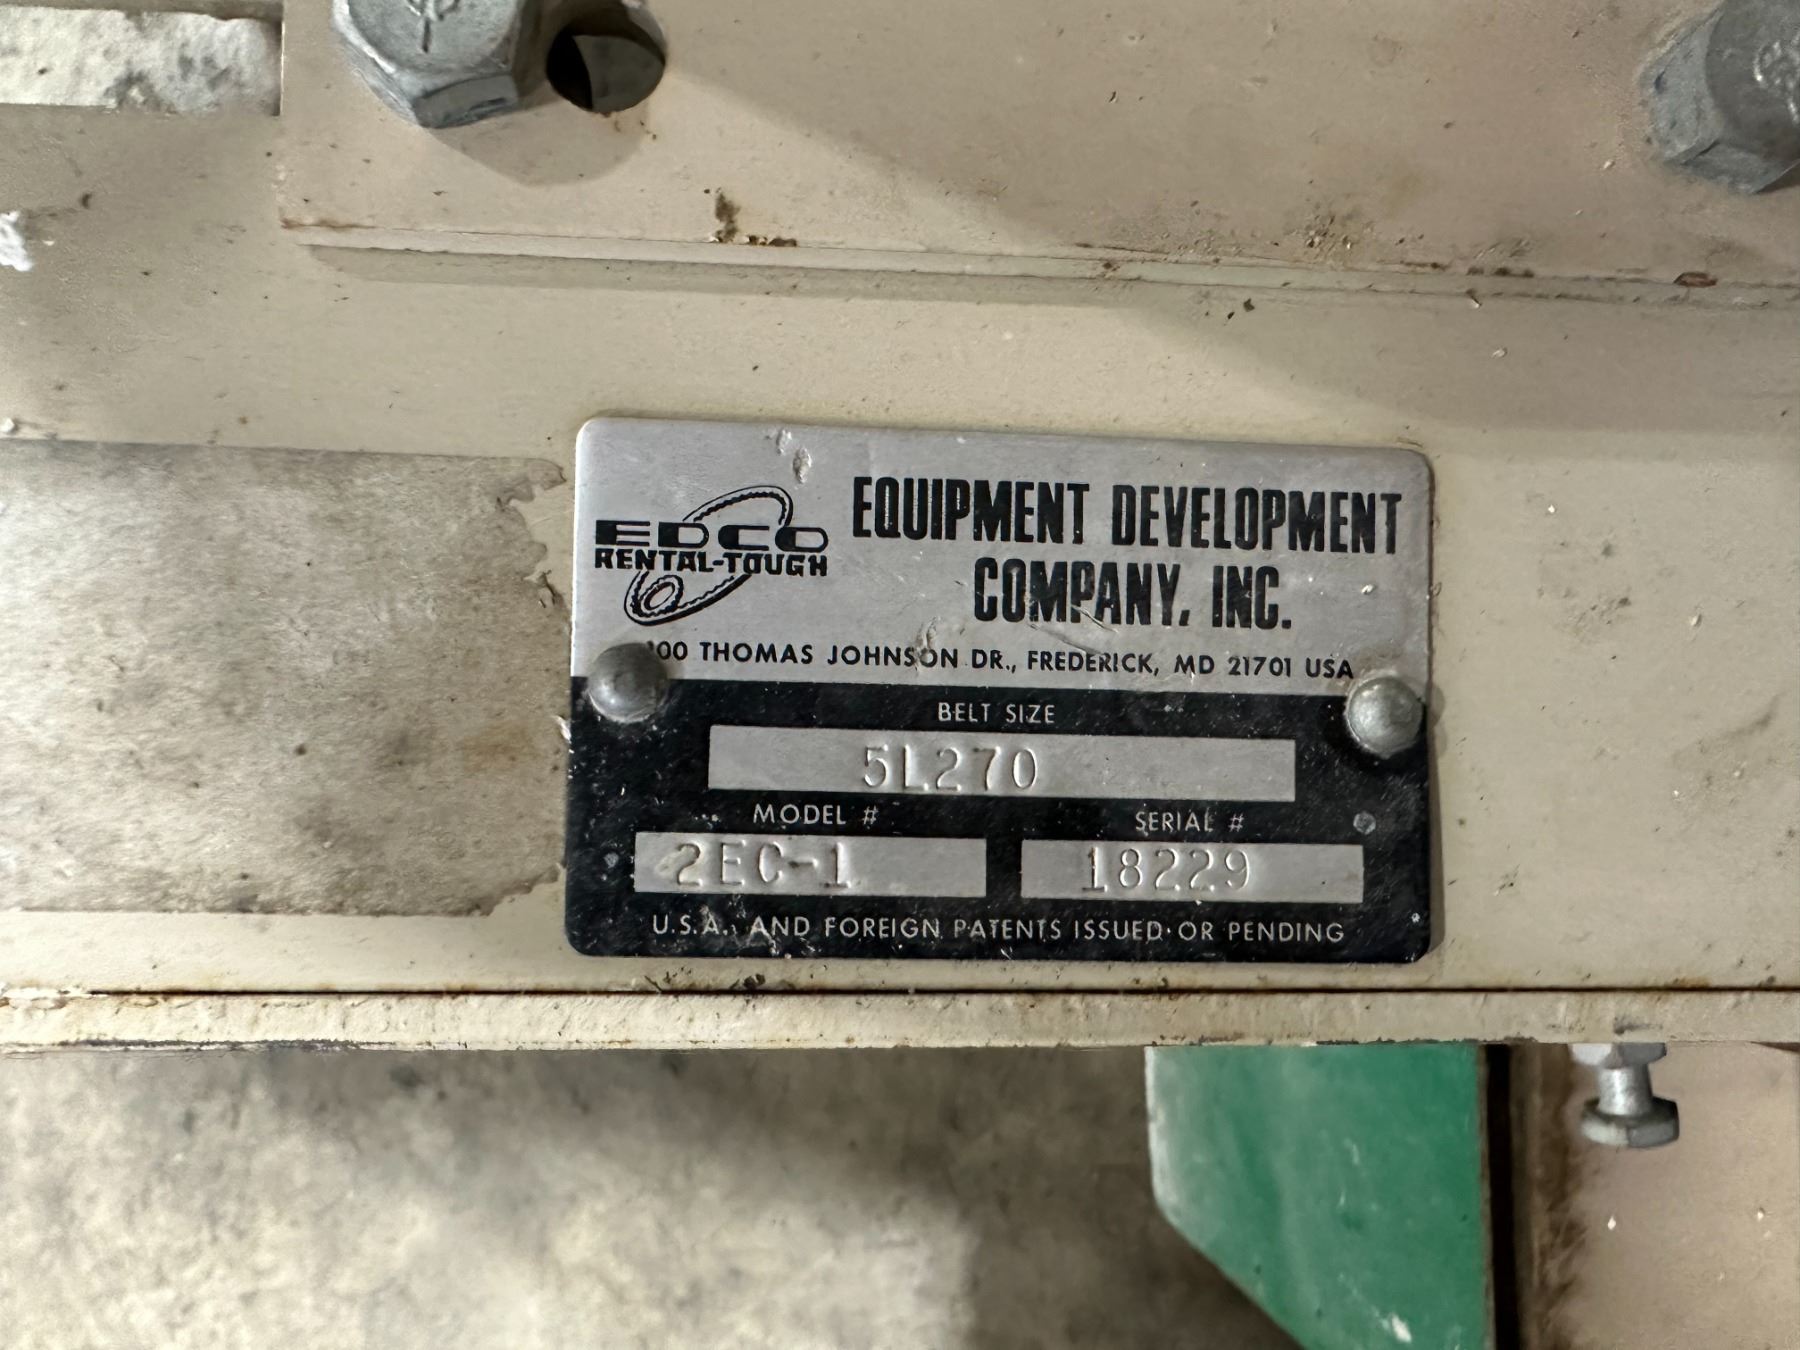 EDCO
RENTAL-TOUGH
EQUIPMENT DEVELOPMENT
COMPANY, INC.
THOMAS JOHNSON DR., FREDERICK, MD 21701 USA
BELT SIZE
5L270
MODEL #
2EC-1
SERIAL #
18229
U.S.A. AND FOREIGN PATENTS ISSUED OR PENDING